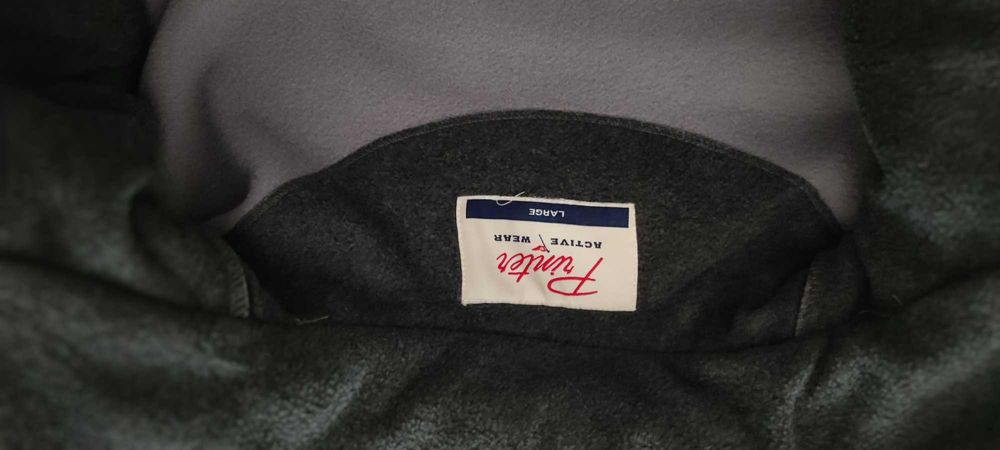 Printer
ACTIVE WEAR
LARGE